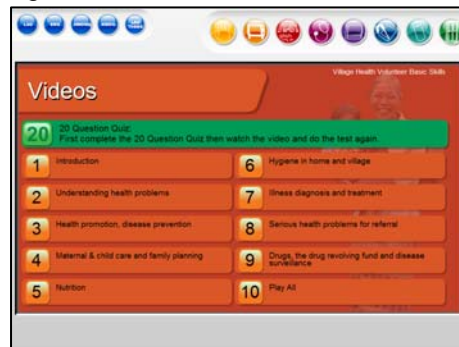 Village Health Volunteer Basic Skills
Videos
20
20 Question Quiz:
First complete the 20 Question Quiz then watch the video and do the test again.
1 Introduction
2 Understanding health problems
3 Health promotion, disease prevention
4 Maternal & child care and family planning
5 Nutrition
6 Hygiene in home and village
7 Illness diagnosis and treatment
8 Serious health problems for referral
9 Drugs, the drug revolving fund and disease
surveillance
10 Play All